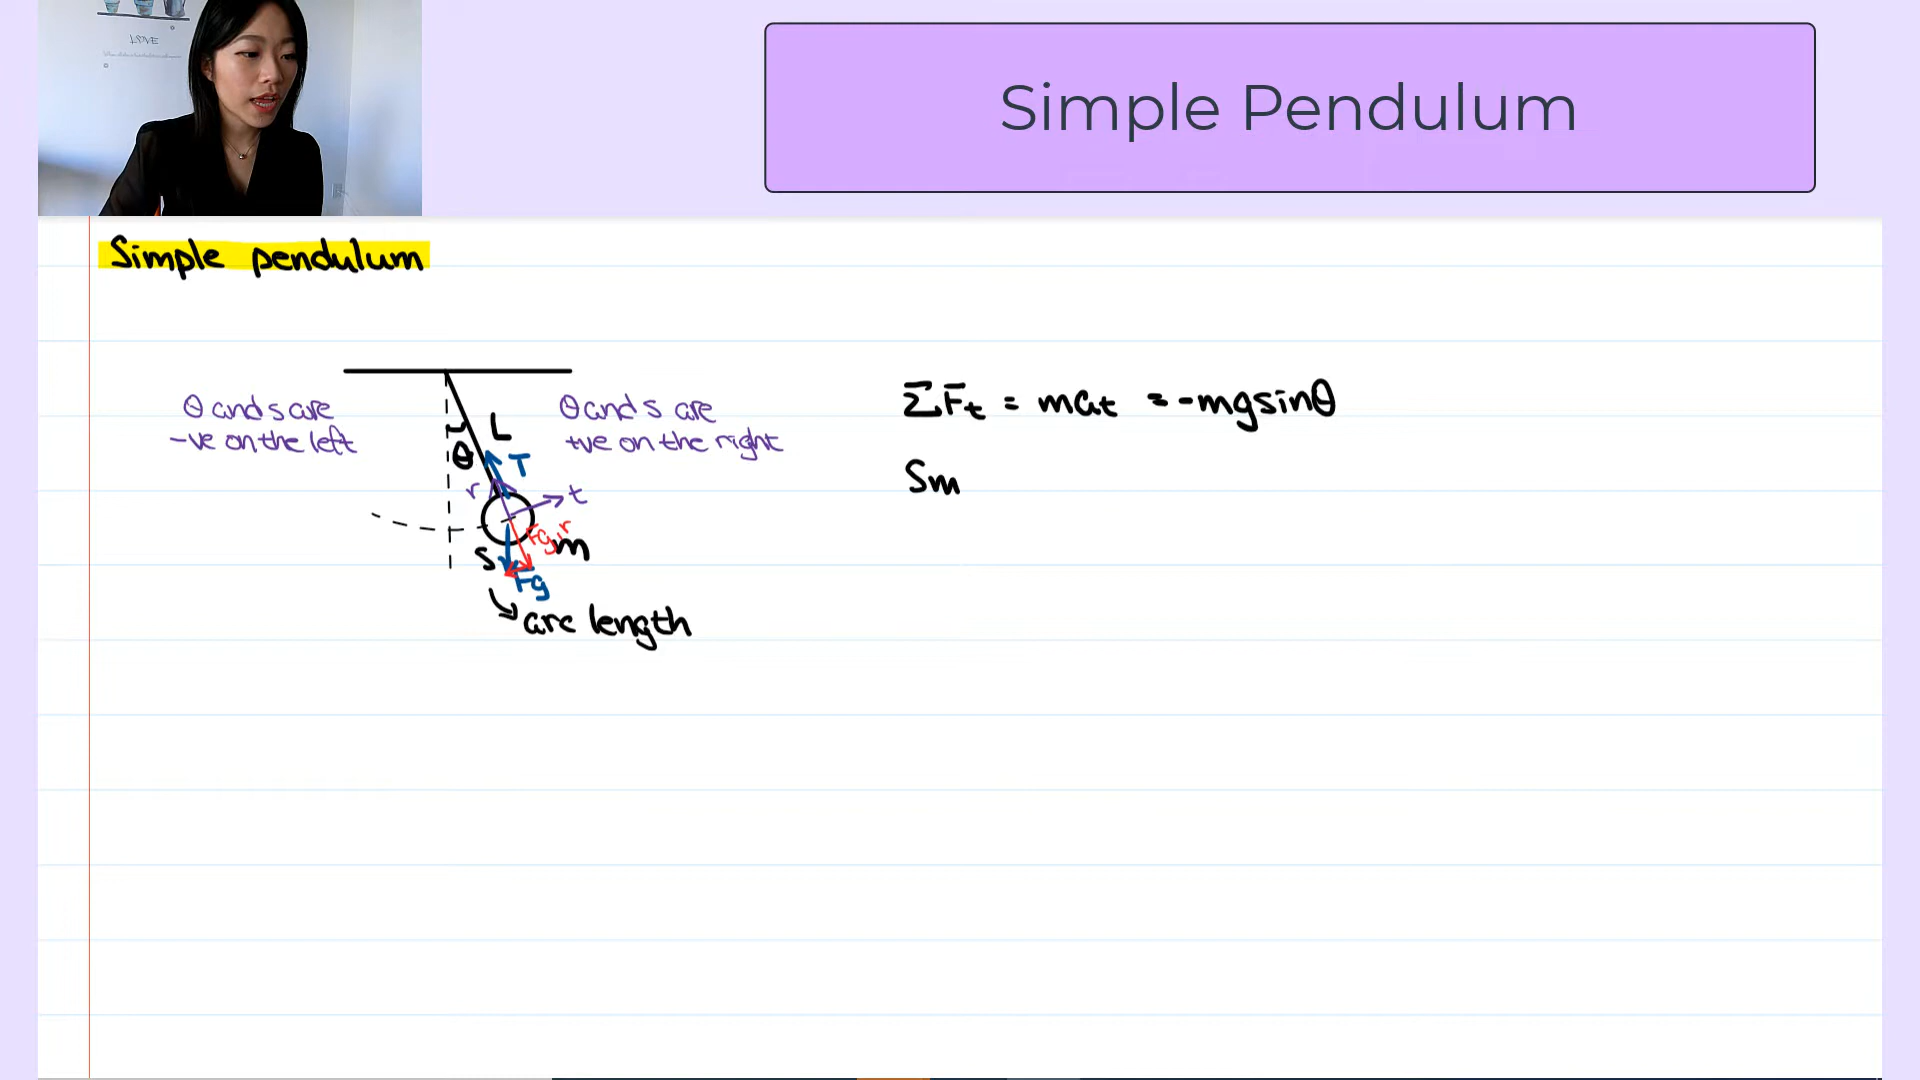 LOVE
Simple Pendulum
Simple pendulum
θ and s are
-ve on the left
θ and s are
+ve on the right
L
θ
T
r
t
Fg,r
m
s
Fg
arc length
ΣFt = mat = -mgsinθ
Sm